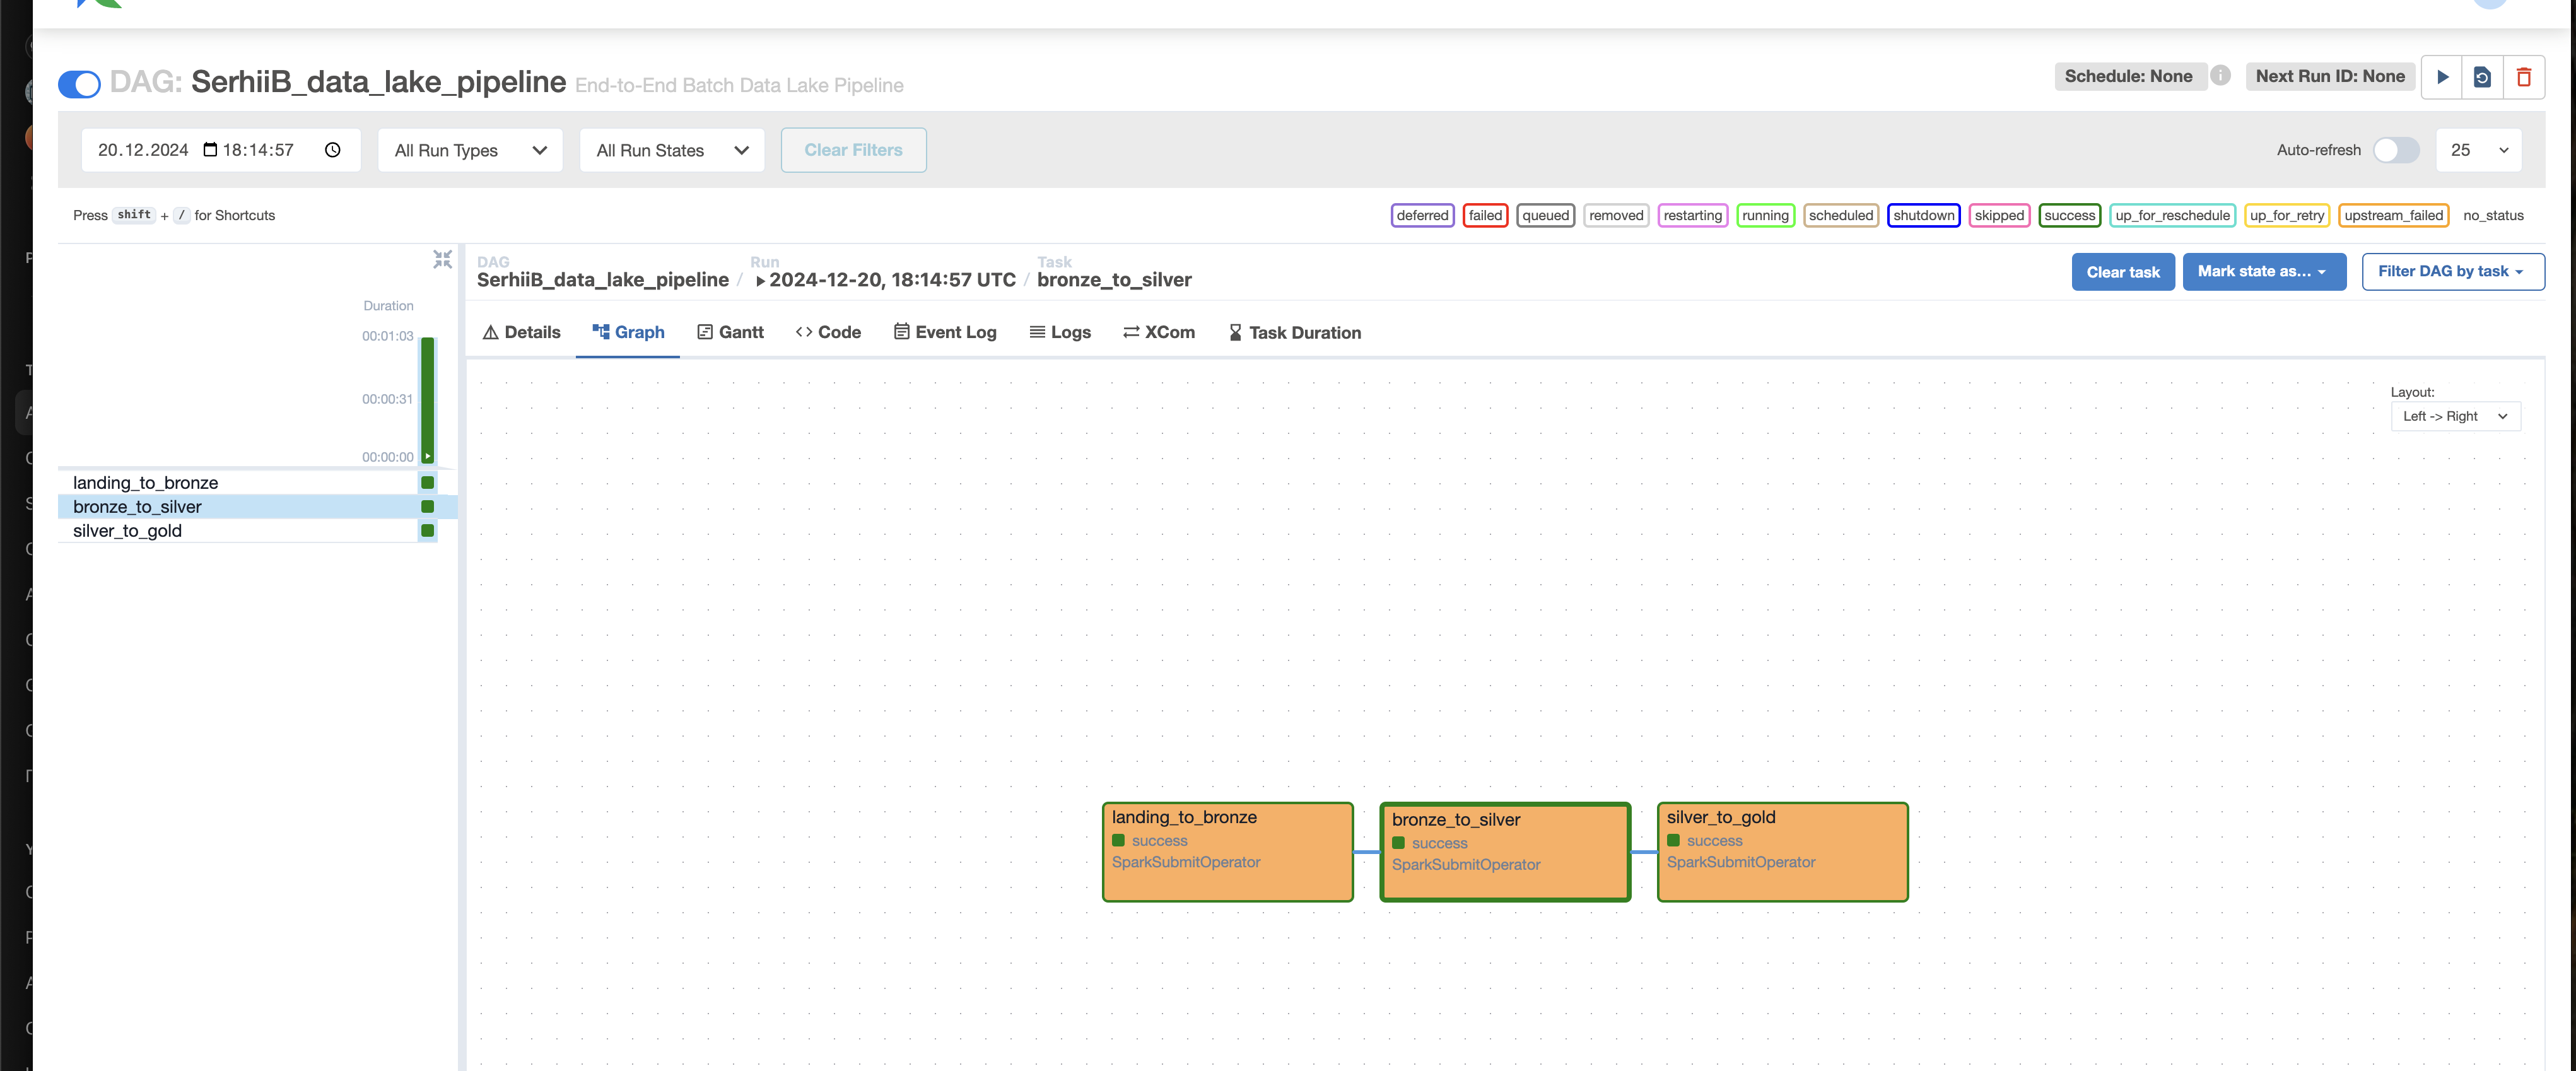 DAG: SerhiiB_data_lake_pipeline End-to-End Batch Data Lake Pipeline
Schedule: None
Next Run ID: None
20.12.2024 18:14:57
All Run Types
All Run States
Clear Filters
Auto-refresh
25
Press shift + / for Shortcuts
deferred failed queued removed restarting running scheduled shutdown skipped success up_for_reschedule up_for_retry upstream_failed no_status
DAG
SerhiiB_data_lake_pipeline /
Run
2024-12-20, 18:14:57 UTC /
Task
bronze_to_silver
Clear task
Mark state as...
Filter DAG by task
Duration
00:01:03
00:00:31
00:00:00
landing_to_bronze
bronze_to_silver
silver_to_gold
Details
Graph
Gantt
Code
Event Log
Logs
XCom
Task Duration
Layout:
Left -> Right
landing_to_bronze
success
SparkSubmitOperator
bronze_to_silver
success
SparkSubmitOperator
silver_to_gold
success
SparkSubmitOperator